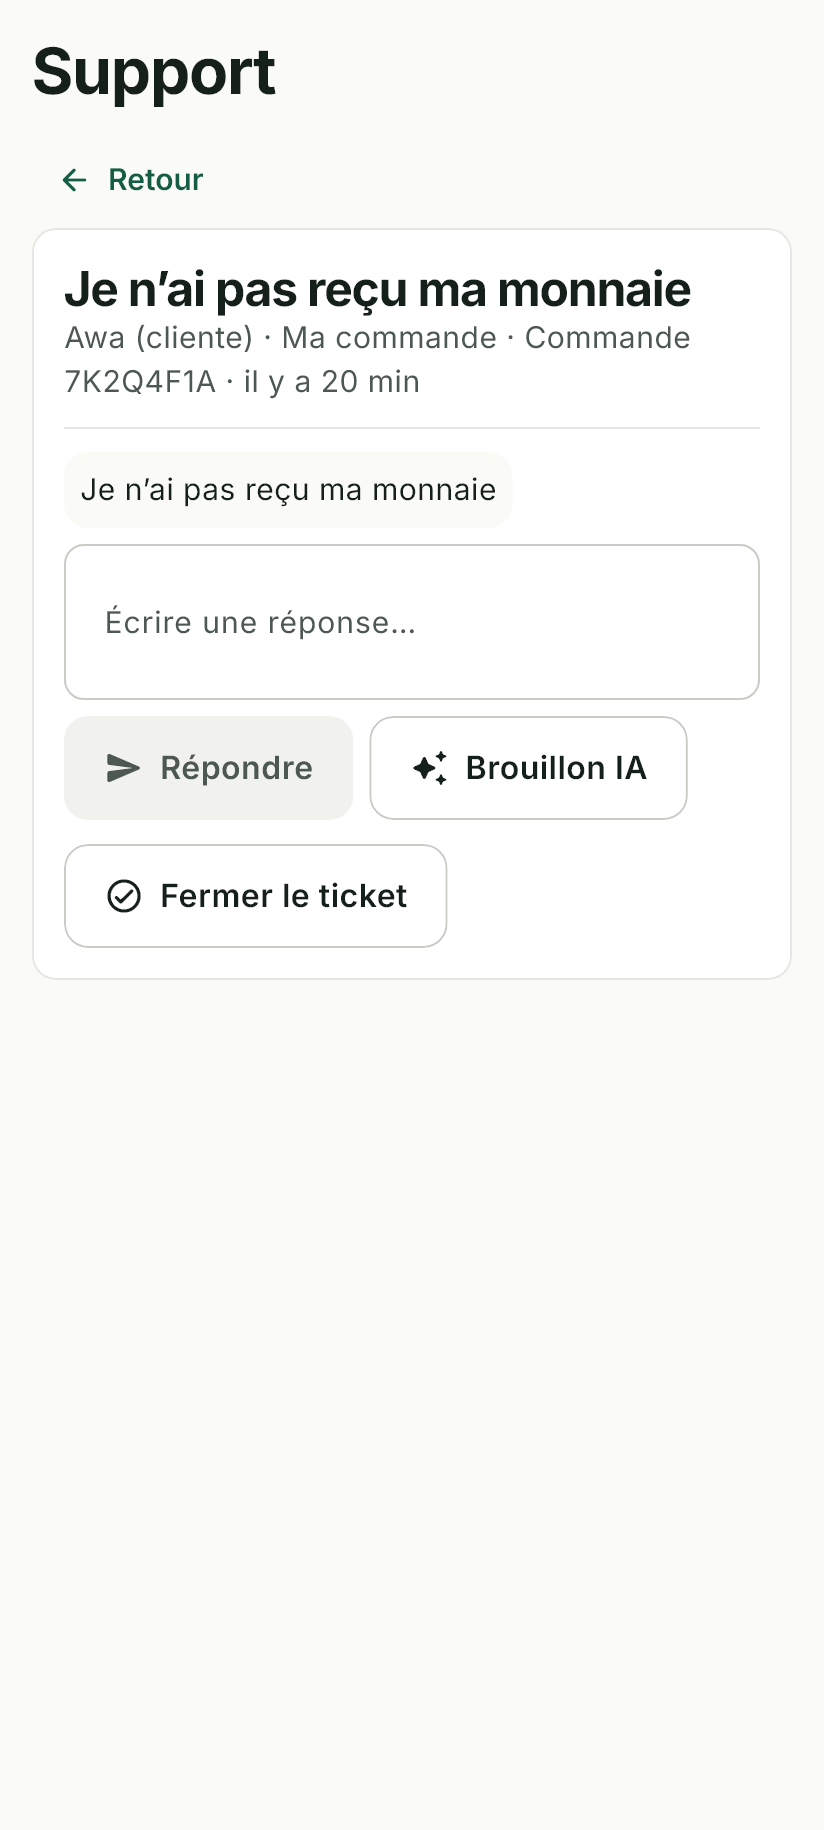 Support
Retour
Je n’ai pas reçu ma monnaie
Awa (cliente) · Ma commande · Commande
7K2Q4F1A · il y a 20 min
Je n’ai pas reçu ma monnaie
Écrire une réponse…
Répondre
Brouillon IA
Fermer le ticket